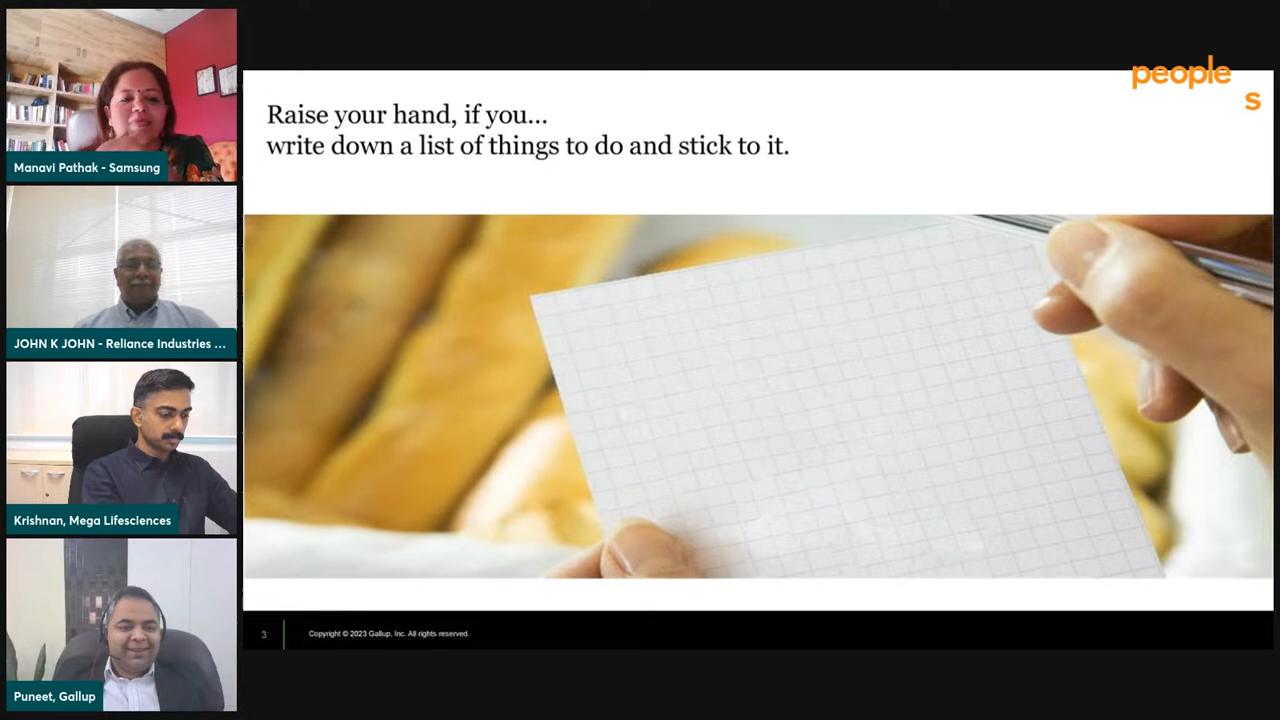 Manavi Pathak - Samsung
JOHN K JOHN - Reliance Industries ...
Krishnan, Mega Lifesciences
Puneet, Gallup
people
s
Raise your hand, if you...
write down a list of things to do and stick to it.
3
Copyright © 2023 Gallup, Inc. All rights reserved.